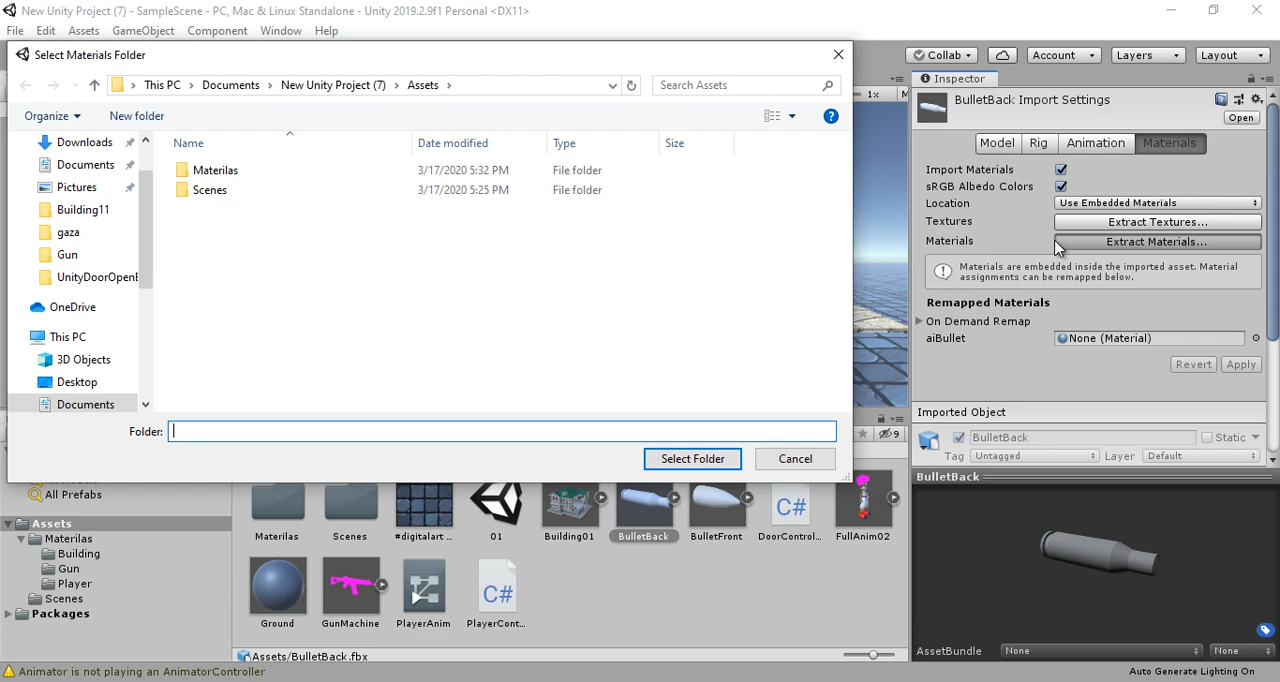 New Unity Project (7) - SampleScene - PC, Mac & Linux Standalone - Unity 2019.2.9f1 Personal <DX11>
File Edit Assets GameObject Component Window Help
Collab Account Layers Layout
Select Materials Folder
This PC > Documents > New Unity Project (7) > Assets >
Search Assets
Organize New folder
Downloads
Documents
Pictures
Building11
gaza
Gun
UnityDoorOpenE
OneDrive
This PC
3D Objects
Desktop
Documents
Name Date modified Type Size
Materilas 3/17/2020 5:32 PM File folder
Scenes 3/17/2020 5:25 PM File folder
Folder:
Select Folder Cancel
1x
9
Inspector
BulletBack Import Settings
Open
Model Rig Animation Materials
Import Materials
sRGB Albedo Colors
Location Use Embedded Materials
Textures Extract Textures...
Materials Extract Materials...
Materials are embedded inside the imported asset. Material
assignments can be remapped below.
Remapped Materials
On Demand Remap
aiBullet None (Material)
Revert Apply
Imported Object
BulletBack Static
Tag Untagged Layer Default
BulletBack
AssetBundle None None
All Prefabs
Assets
Materilas
Building
Gun
Player
Scenes
Packages
C#
Materilas Scenes #digitalart ... 01 Building01 BulletBack BulletFront DoorControl... FullAnim02
C#
Ground GunMachine PlayerAnim PlayerCont...
Assets/BulletBack.fbx
Animator is not playing an AnimatorController
Auto Generate Lighting On